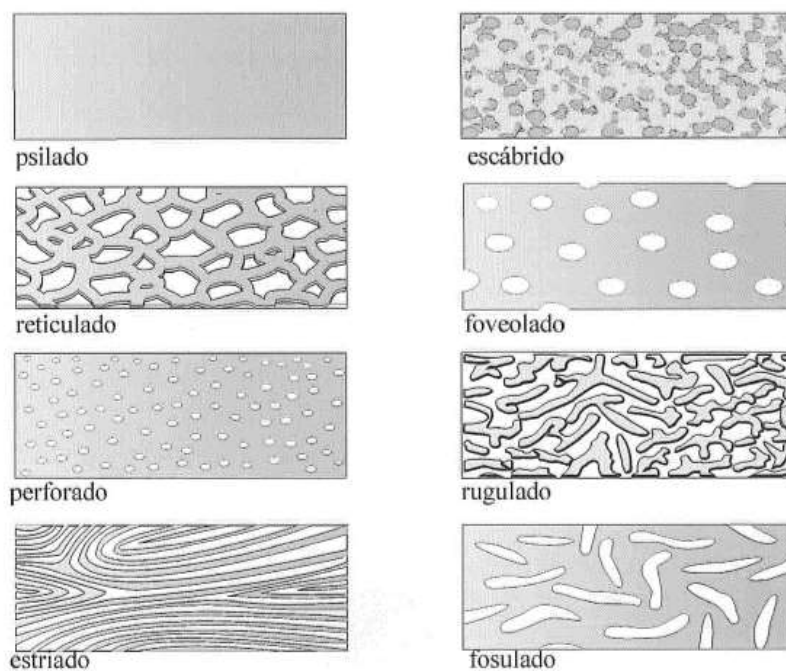 psilado
escábrido
reticulado
foveolado
perforado
rugulado
estriado
fosulado